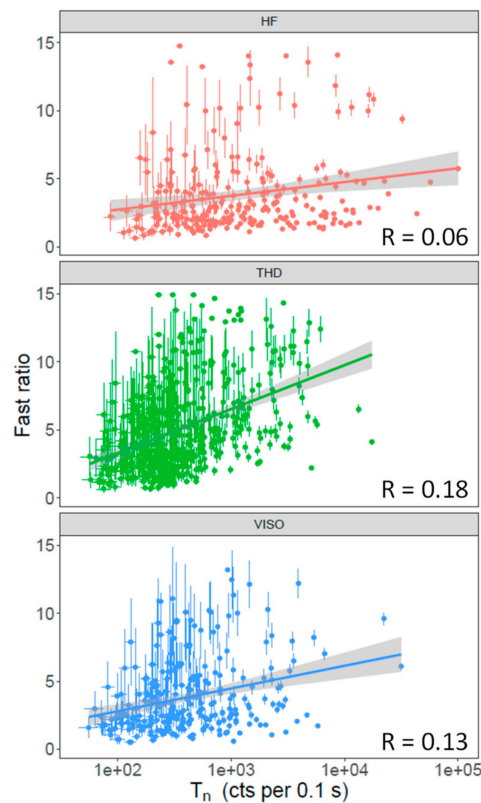 HF
15
10
5
0
R = 0.06
THD
Fast ratio
15
10
5
0
R = 0.18
VISO
15
10
5
0
R = 0.13
1e+02 1e+03 1e+04 1e+05
Tn (cts per 0.1 s)